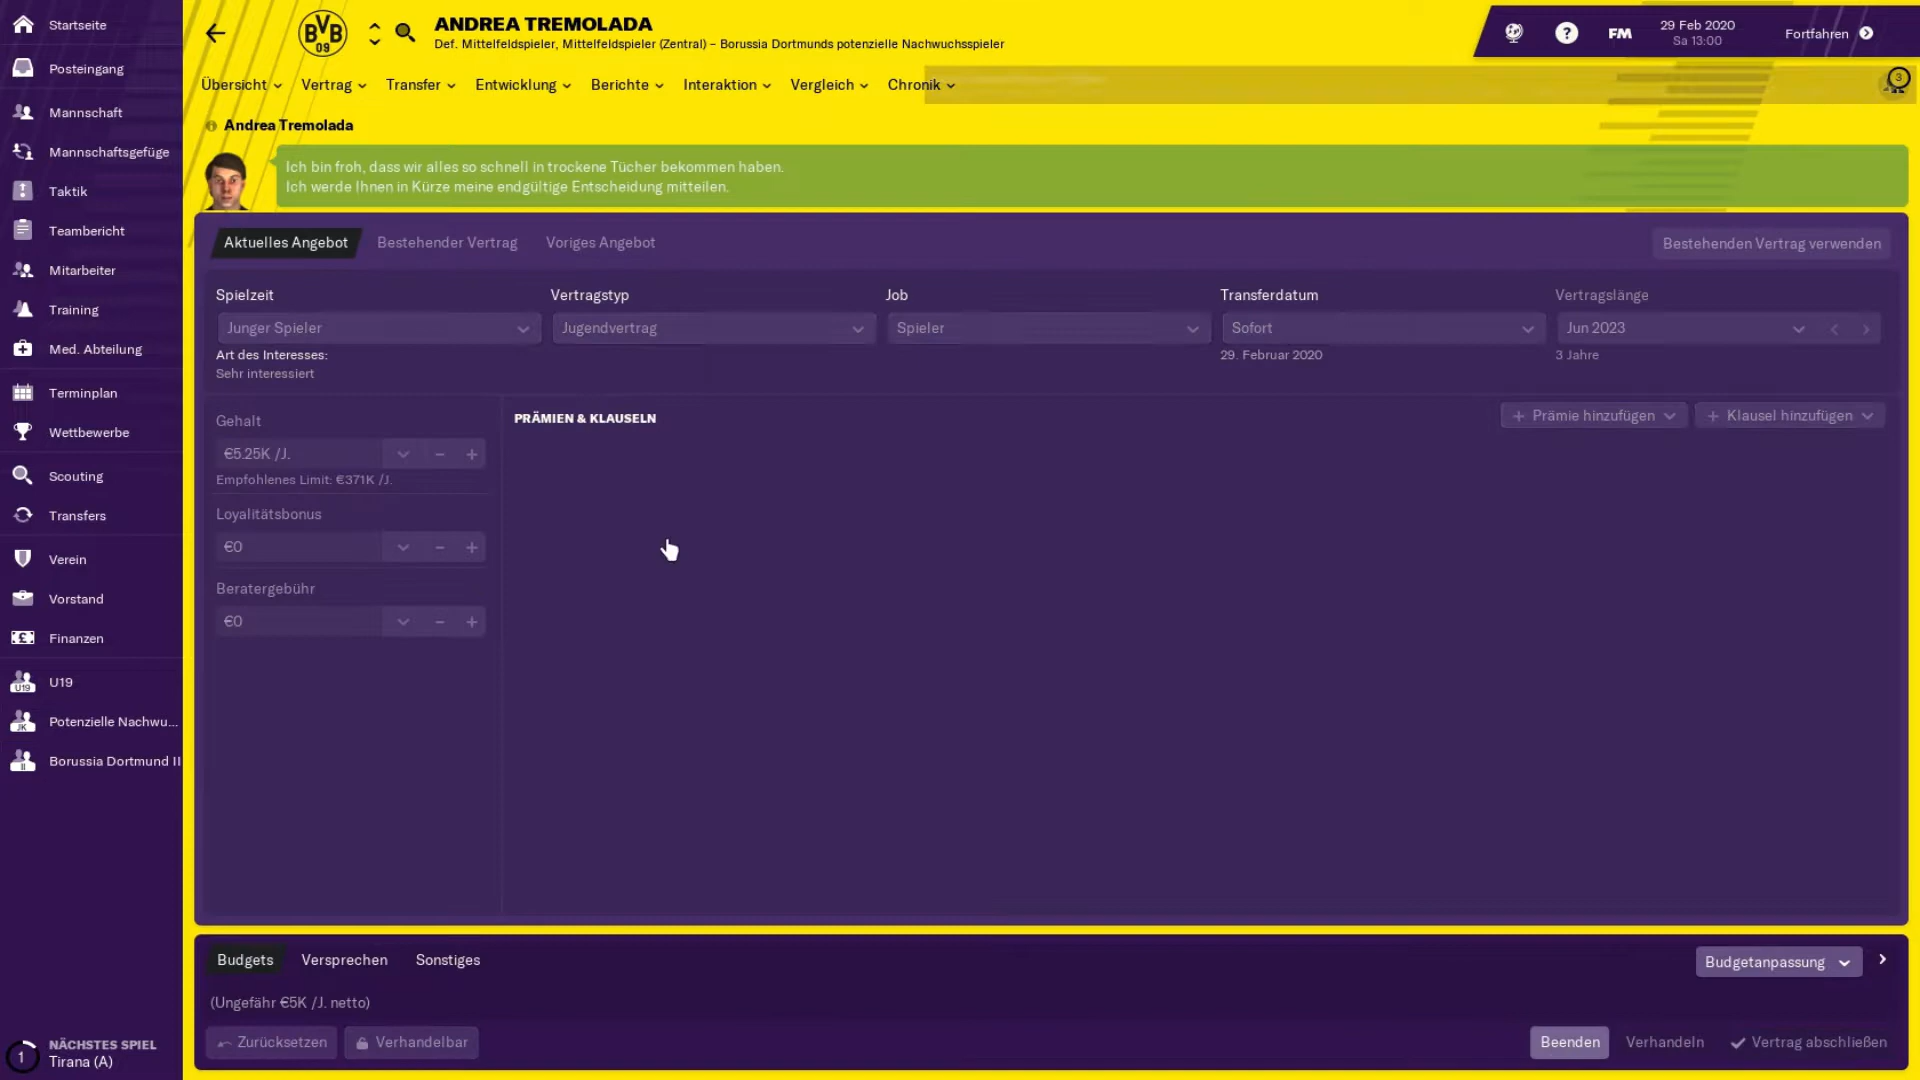 Startseite
Posteingang
Mannschaft
Mannschaftsgefüge
Taktik
Teambericht
Mitarbeiter
Training
Med. Abteilung
Terminplan
Wettbewerbe
Scouting
Transfers
Verein
Vorstand
Finanzen
U19
U19
JK
Potenzielle Nachwu...
II
Borussia Dortmund II
1
NÄCHSTES SPIEL
Tirana (A)
BVB
09
ANDREA TREMOLADA
Def. Mittelfeldspieler, Mittelfeldspieler (Zentral) – Borussia Dortmunds potenzielle Nachwuchsspieler
?
FM
29 Feb 2020
Sa 13:00
Fortfahren
Übersicht Vertrag Transfer Entwicklung Berichte Interaktion Vergleich Chronik
3
Andrea Tremolada
Ich bin froh, dass wir alles so schnell in trockene Tücher bekommen haben.
Ich werde Ihnen in Kürze meine endgültige Entscheidung mitteilen.
Aktuelles Angebot Bestehender Vertrag Voriges Angebot Bestehenden Vertrag verwenden
Spielzeit Vertragstyp Job Transferdatum Vertragslänge
Junger Spieler Jugendvertrag Spieler Sofort Jun 2023
Art des Interesses: 29. Februar 2020 3 Jahre
Sehr interessiert
Gehalt
€5.25K /J.
Empfohlenes Limit: €371K /J.
Loyalitätsbonus
€0
Beratergebühr
€0
PRÄMIEN & KLAUSELN
+ Prämie hinzufügen + Klausel hinzufügen
Budgets Versprechen Sonstiges Budgetanpassung
(Ungefähr €5K /J. netto)
Zurücksetzen Verhandelbar Beenden Verhandeln Vertrag abschließen